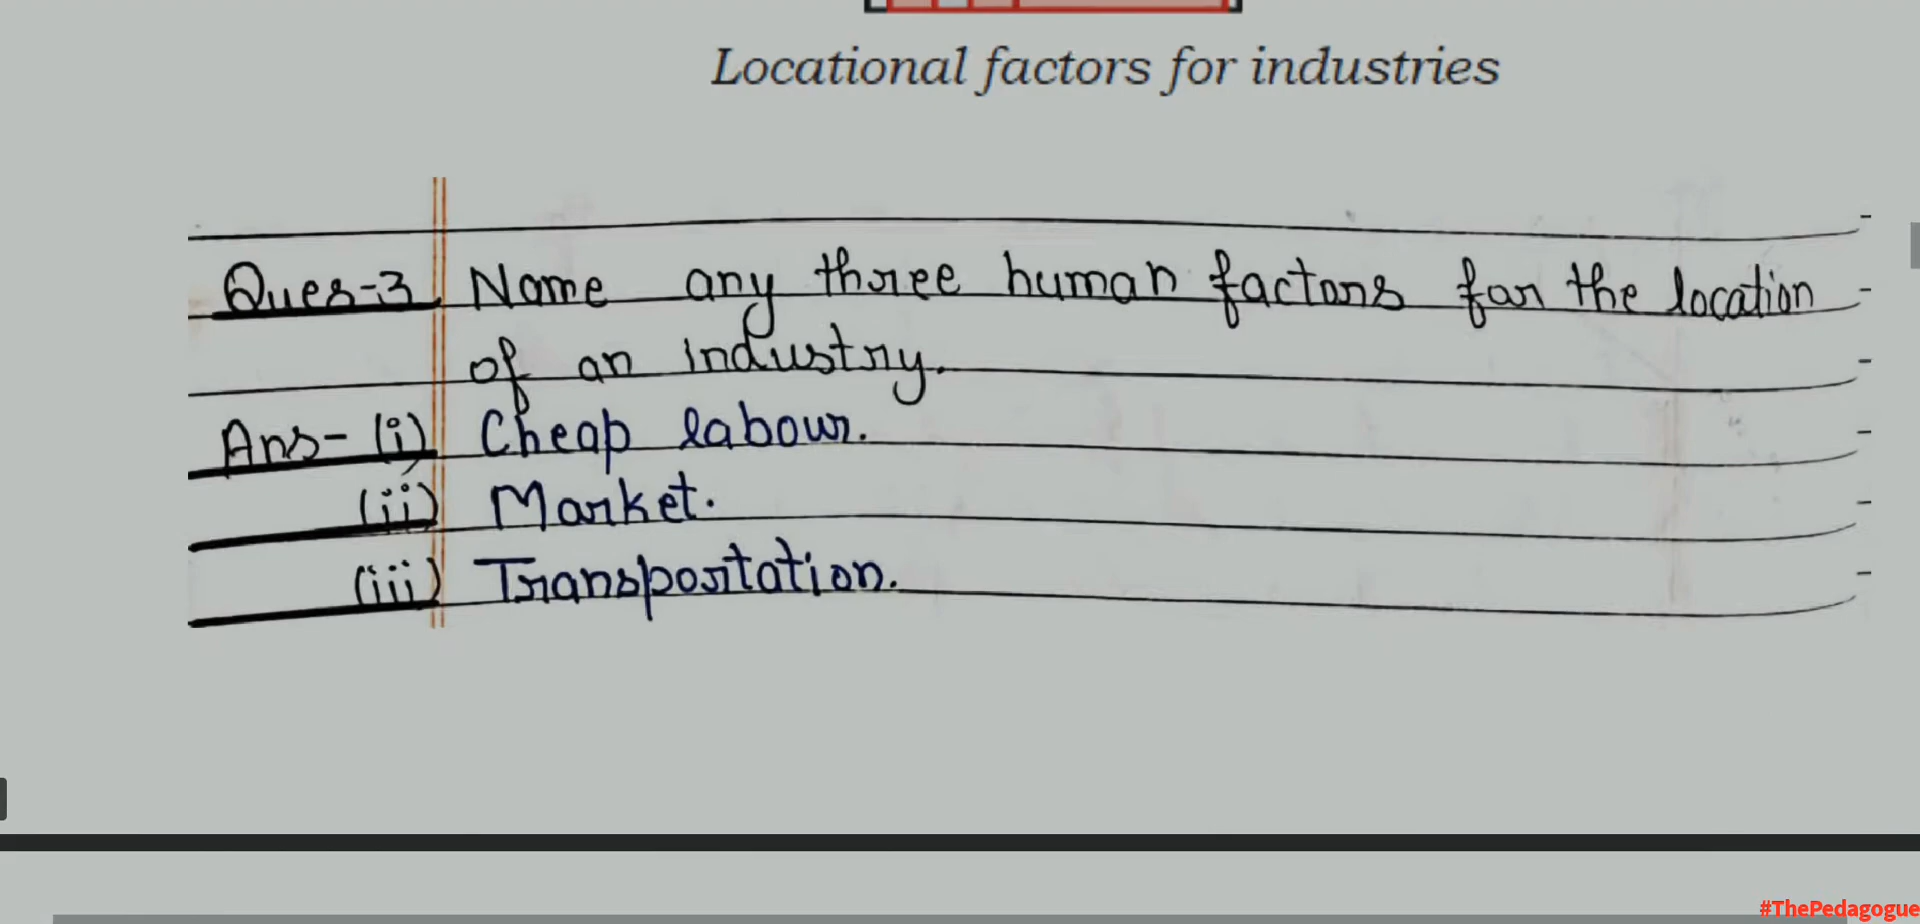 Locational factors for industries
Ques-3 Name any three human factors for the location
of an industry.
Ans- (i) Cheap labour.
(ii) Market.
(iii) Transportation.
#ThePedagogue